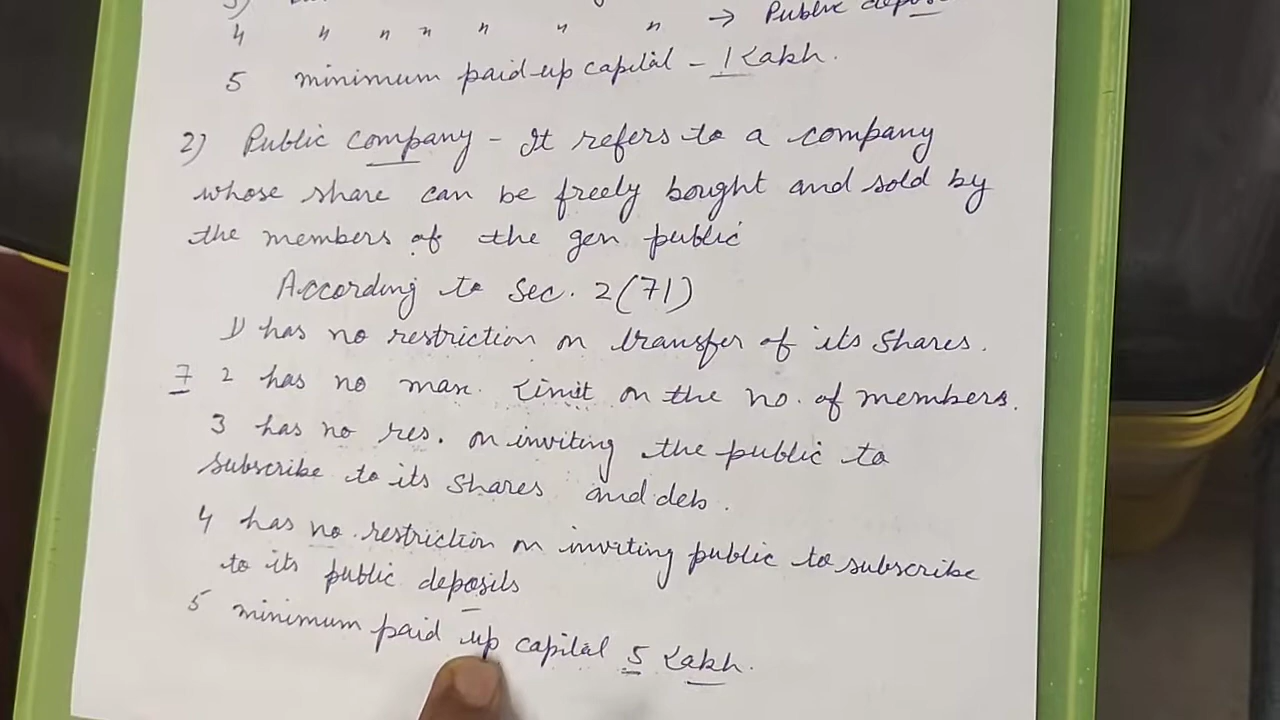 3)
4 " " " " " " → Public depos
5 minimum paid-up capital - 1 Lakh.
2) Public company - It refers to a company
whose share can be freely bought and sold by
the members of the gen public
According to Sec. 2(71)
1) has no restriction on transfer of its Shares.
7 2 has no max. Limit on the no. of members.
3 has no res. on inviting the public to
subscribe to its Shares and deb.
4 has no restriction on inviting public to subscribe
to its public deposits
5 minimum paid up capital 5 Lakh.